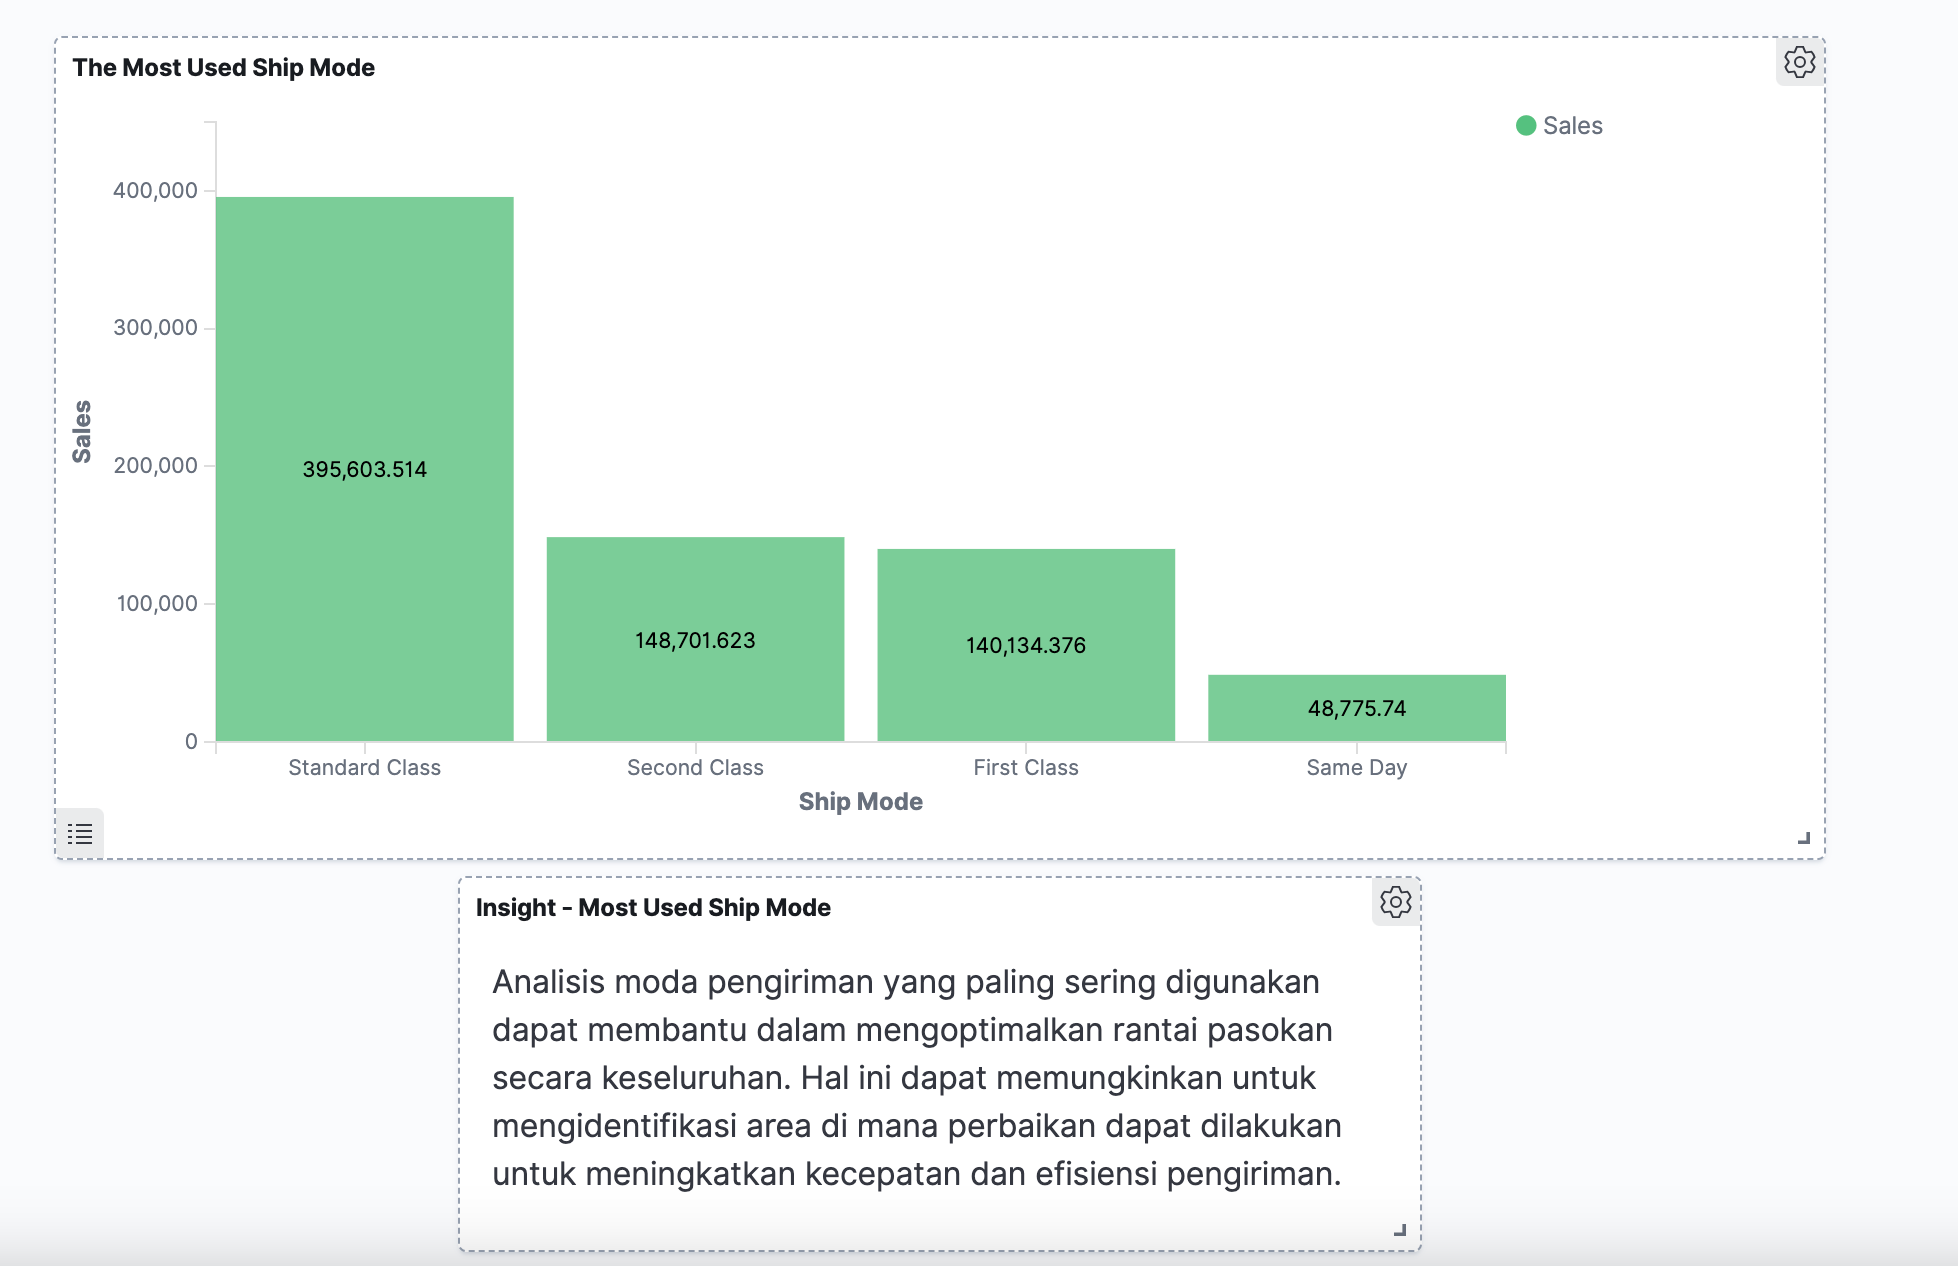 The Most Used Ship Mode
Sales
400,000
300,000
200,000
100,000
0
Sales
395,603.514
148,701.623
140,134.376
48,775.74
Standard Class
Second Class
First Class
Same Day
Ship Mode
Insight - Most Used Ship Mode
Analisis moda pengiriman yang paling sering digunakan
dapat membantu dalam mengoptimalkan rantai pasokan
secara keseluruhan. Hal ini dapat memungkinkan untuk
mengidentifikasi area di mana perbaikan dapat dilakukan
untuk meningkatkan kecepatan dan efisiensi pengiriman.